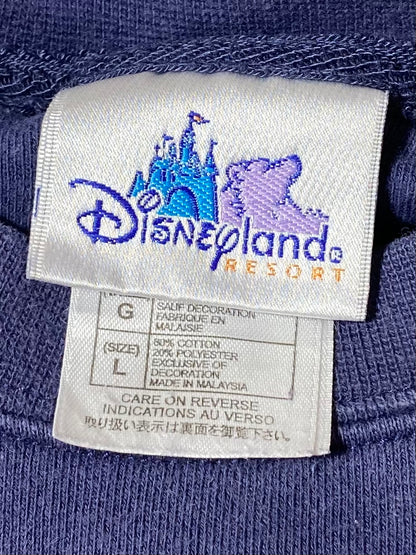 Disneyland®
RESORT
G
SAUF DECORATION
FABRIQUE EN
MALAISIE
(SIZE)
L
80% COTTON
20% POLYESTER
EXCLUSIVE OF
DECORATION
MADE IN MALAYSIA
CARE ON REVERSE
INDICATIONS AU VERSO
取り扱い表示は裏面を御覧下さい。